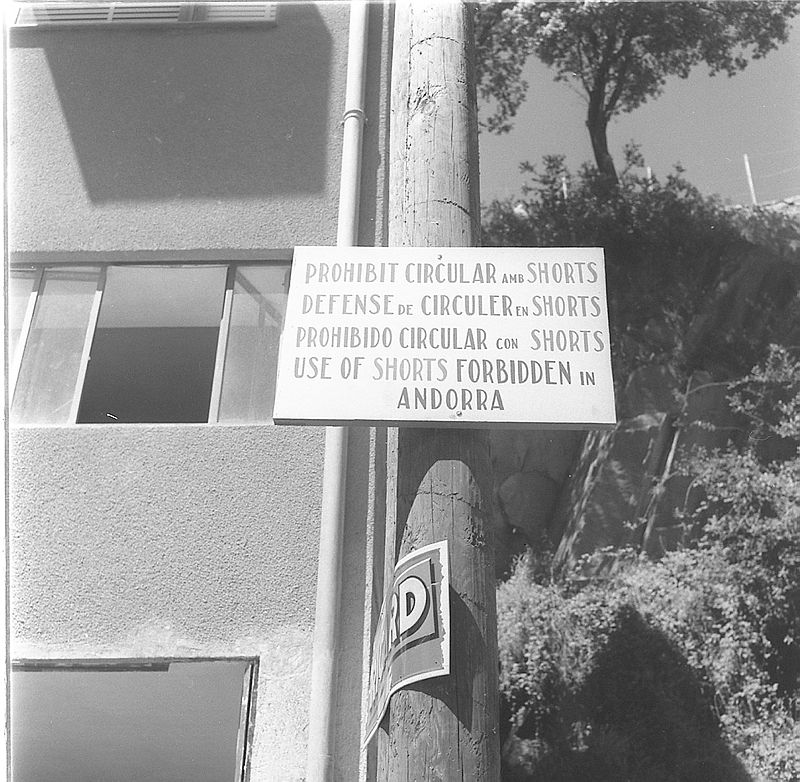 PROHIBIT CIRCULAR AMB SHORTS
DEFENSE DE CIRCULER EN SHORTS
PROHIBIDO CIRCULAR CON SHORTS
USE OF SHORTS FORBIDDEN IN
ANDORRA
RD